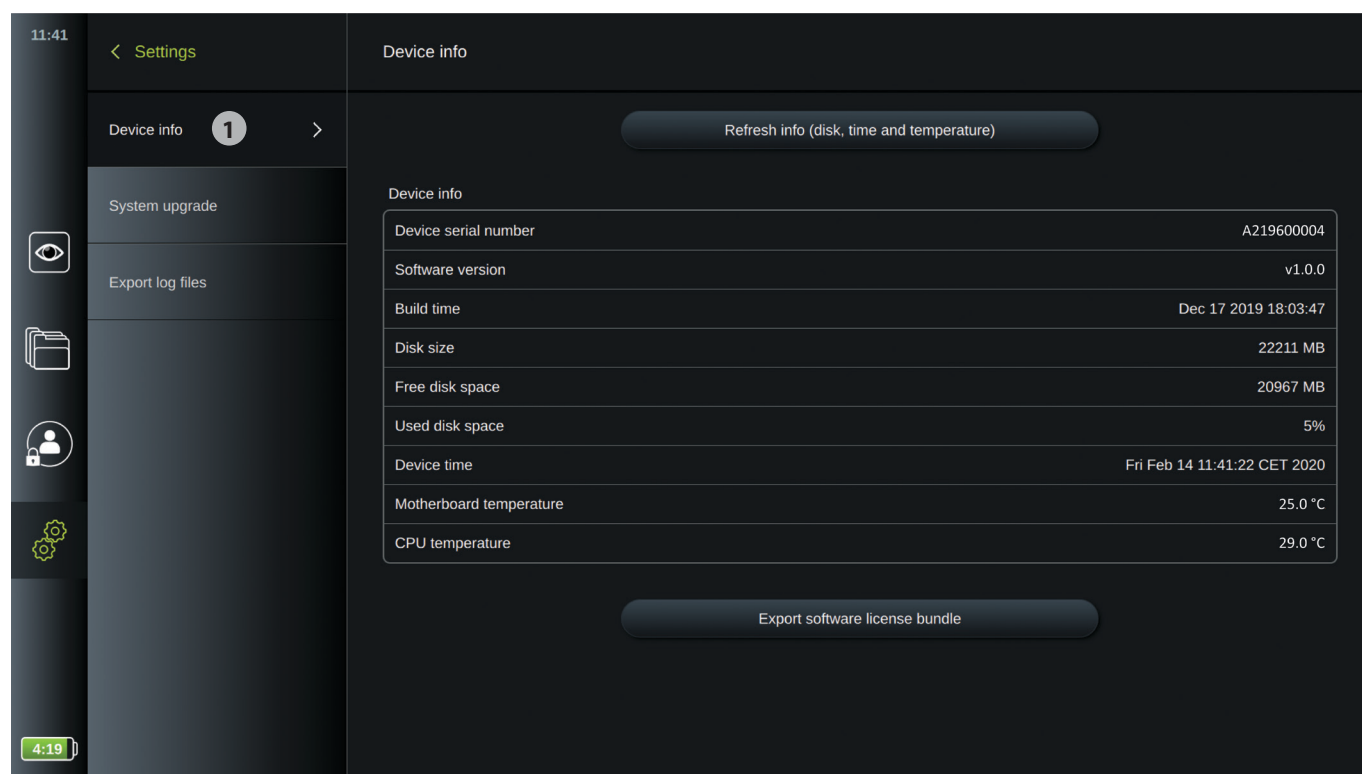 11:41
Settings
Device info
Device info 1
System upgrade
Export log files
4:19
Refresh info (disk, time and temperature)
Device info
Device serial number A219600004
Software version v1.0.0
Build time Dec 17 2019 18:03:47
Disk size 22211 MB
Free disk space 20967 MB
Used disk space 5%
Device time Fri Feb 14 11:41:22 CET 2020
Motherboard temperature 25.0 °C
CPU temperature 29.0 °C
Export software license bundle